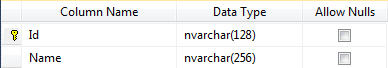 Column Name Data Type Allow Nulls
Id nvarchar(128)
Name nvarchar(256)